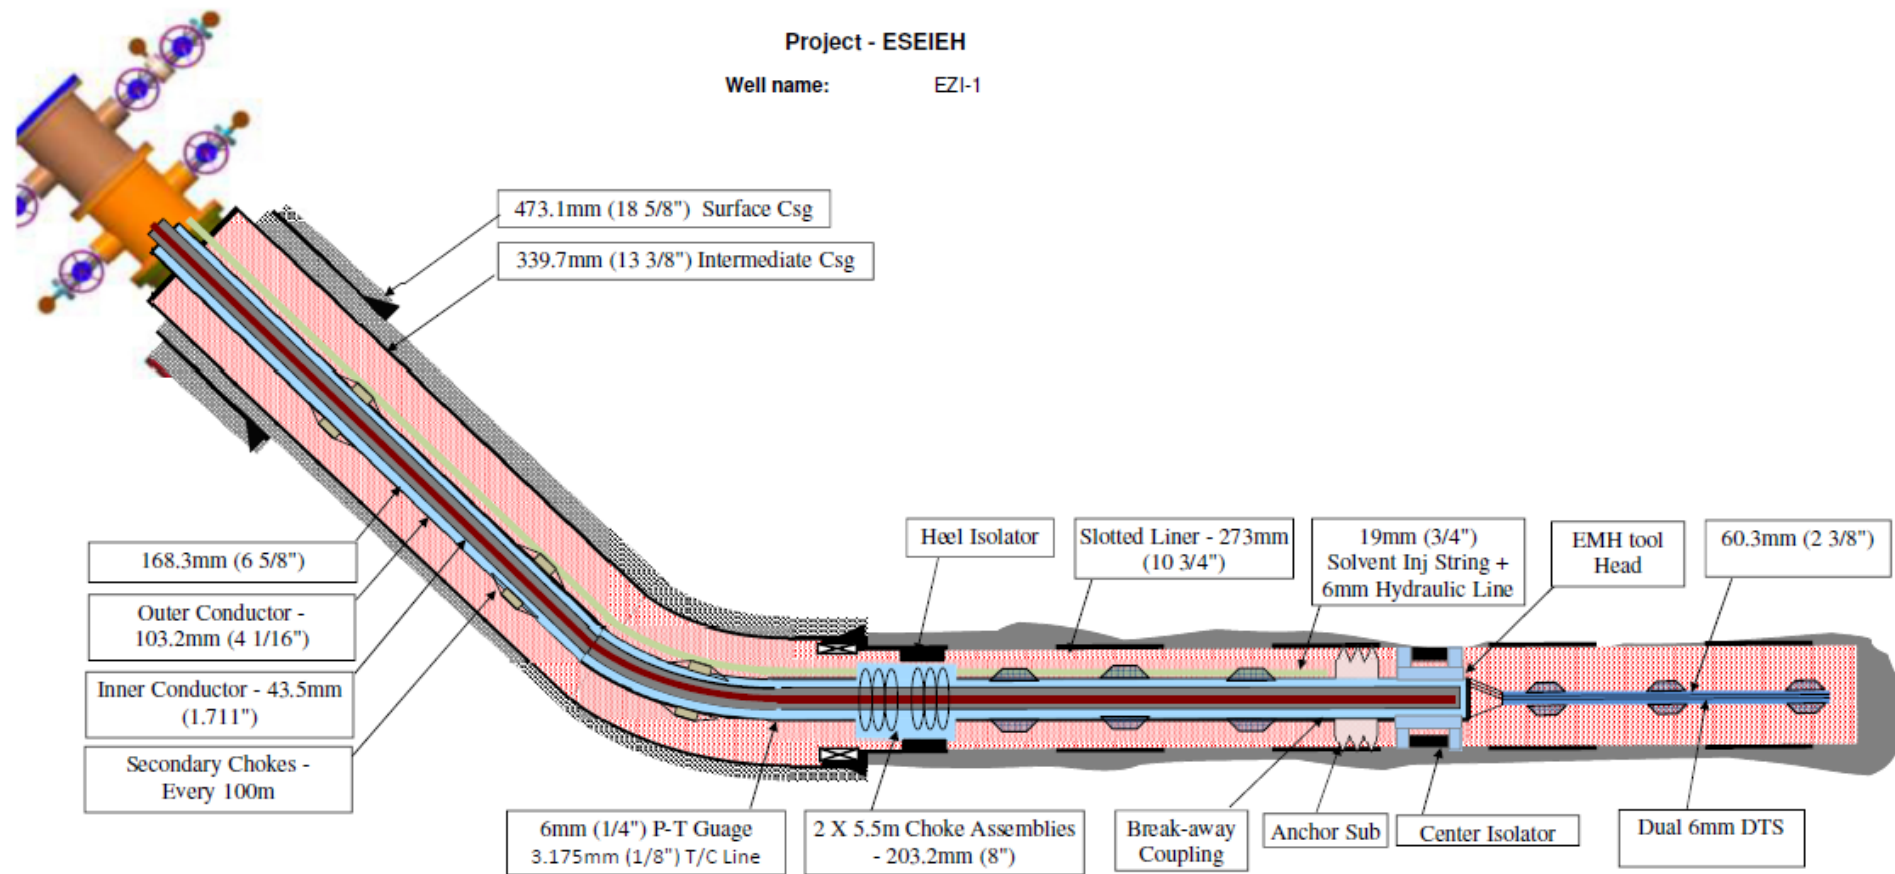 Project - ESEIEH
Well name: EZI-1
473.1mm (18 5/8") Surface Csg
339.7mm (13 3/8") Intermediate Csg
168.3mm (6 5/8")
Outer Conductor -
103.2mm (4 1/16")
Inner Conductor - 43.5mm
(1.711")
Secondary Chokes -
Every 100m
Heel Isolator
Slotted Liner - 273mm
(10 3/4")
19mm (3/4")
Solvent Inj String +
6mm Hydraulic Line
EMH tool
Head
60.3mm (2 3/8")
6mm (1/4") P-T Guage
3.175mm (1/8") T/C Line
2 X 5.5m Choke Assemblies
- 203.2mm (8")
Break-away
Coupling
Anchor Sub
Center Isolator
Dual 6mm DTS